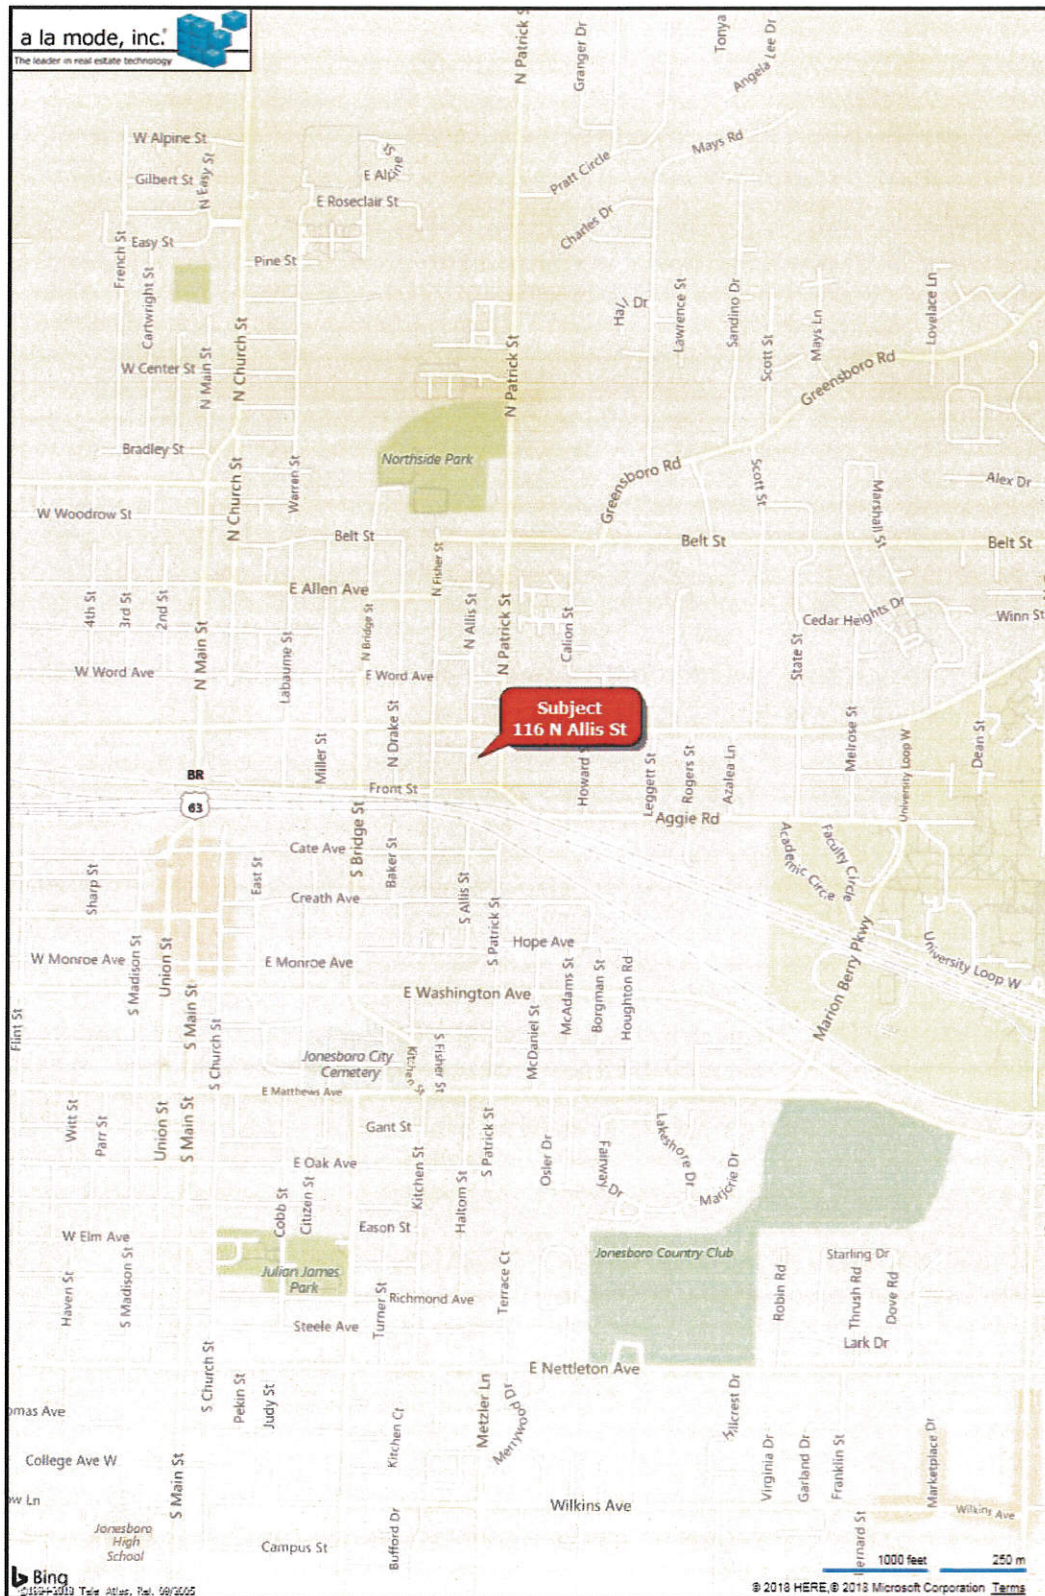 a la mode, inc.
The leader in real estate technology
N Patrick S
Granger Dr
Tonya
Angela Lee Dr
W Alpine St
Mays Rd
Gilbert St
N Easy St
E Alpine St
Pratt Circle
E Roseclair St
Charles Dr
French St
Easy St
Pine St
Cartwright St
Hall Dr
Lawrence St
Sandino Dr
Scott St
Mays Ln
Lovelace Ln
N Main St
N Church St
W Center St
N Patrick St
Greensboro Rd
Bradley St
Northside Park
Greensboro Rd
Scott St
N Church St
Warren St
Marshall St
Alex Dr
W Woodrow St
Belt St
Belt St
Belt St
N Fisher St
E Allen Ave
4th St
3rd St
2nd St
N Allis St
N Patrick St
Calion St
Cedar Heights Dr
Winn St
N Main St
Labaume St
N Bridge St
State St
W Word Ave
E Word Ave
Subject
116 N Allis St
Miller St
N Drake St
Melrose St
University Loop W
Dean St
BR
63
Front St
Howard S
Leggett St
Rogers St
Azalea Ln
Aggie Rd
S Bridge St
Cate Ave
Baker St
Academic Circle
Faculty Circle
Sharp St
East St
Creath Ave
S Allis St
S Patrick St
Hope Ave
W Monroe Ave
S Madison St
Union St
E Monroe Ave
McAdams St
Borgman St
Houghton Rd
Marion Berry Pkwy
University Loop W
E Washington Ave
Flint St
S Main St
S Church St
Jonesboro City
Cemetery
Kitchen St
S Fisher St
McDaniel St
E Matthews Ave
Witt St
Parr St
Union St
S Main St
Gant St
S Patrick St
Lakeshore Dr
E Oak Ave
Kitchen St
Haltom St
Osler Dr
Fairway Dr
Marjorie Dr
Cobb St
Citizen St
W Elm Ave
Eason St
Jonesboro Country Club
Starling Dr
Haven St
S Madison St
Julian James
Park
Turner St
Richmond Ave
Terrace Ct
Robin Rd
Thrush Rd
Dove Rd
Steele Ave
Lark Dr
S Church St
E Nettleton Ave
Pekin St
Judy St
Metzler Ln
Merrywood Dr
Hillcrest Dr
omas Ave
Kitchen Ct
College Ave W
Virginia Dr
Garland Dr
Franklin St
Marketplace Dr
ow Ln
S Main St
Wilkins Ave
Wilkins Ave
Jonesboro
High
School
Campus St
Bufford Dr
Bernard St
1000 feet
250 m
Bing
Tele Atlas, Rel. 09/2005
© 2018 HERE,© 2018 Microsoft Corporation Terms